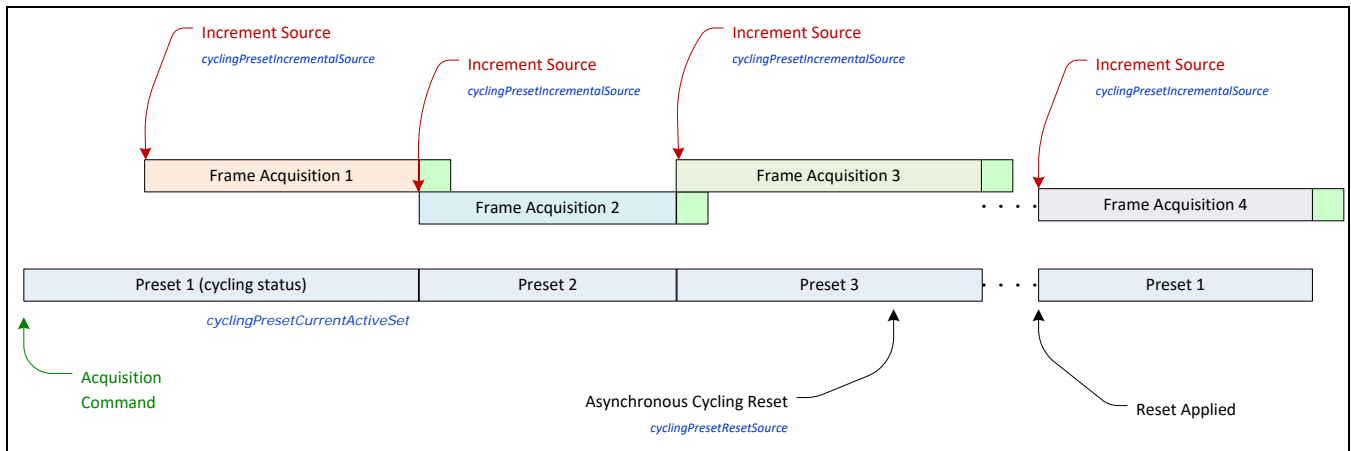 Increment Source
cyclingPresetIncrementalSource
Increment Source
cyclingPresetIncrementalSource
Increment Source
cyclingPresetIncrementalSource
Increment Source
cyclingPresetIncrementalSource
Frame Acquisition 1
Frame Acquisition 2
Frame Acquisition 3
Frame Acquisition 4
Preset 1 (cycling status)
Preset 2
Preset 3
Preset 1
cyclingPresetCurrentActiveSet
Acquisition
Command
Asynchronous Cycling Reset
cyclingPresetResetSource
Reset Applied